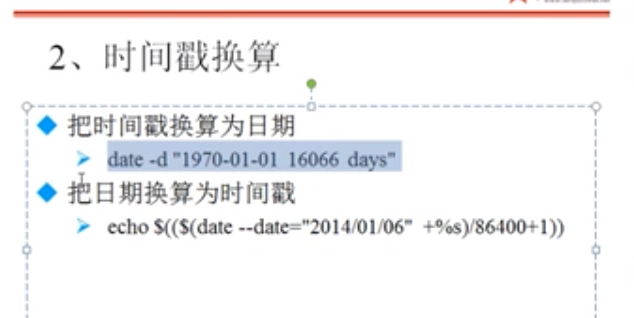 2、时间戳换算
把时间戳换算为日期
date -d "1970-01-01 16066 days"
把日期换算为时间戳
echo $(($(date --date="2014/01/06" +%s)/86400+1))